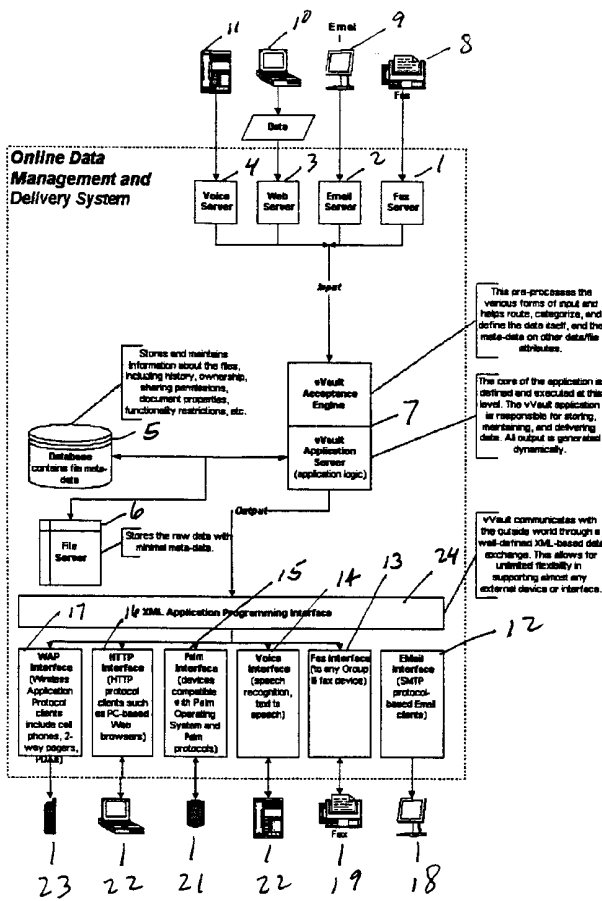 11
10
Email
9
8
Fax
Data
Online Data
Management and
Delivery System
4
3
2
1
Voice
Server
Web
Server
Email
Server
Fax
Server
Input
This pre-processes the
various forms of input and
helps route, categorize, and
define the data itself, and the
meta-data on other data/file
attributes.
Stores and maintains
information about the files,
including history, ownership,
sharing permissions,
document properties,
functionality restrictions, etc.
vVault
Acceptance
Engine
7
vVault
Application
Server
(application logic)
The core of the application is
defined and executed at this
level. The vVault application
is responsible for storing,
maintaining, and delivering
data. All output is generated
dynamically.
5
Database
contains file meta-
data
6
File
Server
Stores the raw data with
minimal meta-data.
Output
vVault communicates with
the outside world through a
well-defined XML-based data
exchange. This allows for
unlimited flexibility in
supporting almost any
external device or interface.
17
16
15
14
13
24
12
XML Application Programming Interface
WAP
Interface
(Wireless
Application
Protocol
clients
include cell
phones, 2-
way pagers,
PDAs)
HTTP
Interface
(HTTP
protocol
clients such
as PC-based
Web
browsers)
Palm
Interface
(devices
compatible
with Palm
Operating
System and
Palm
protocols)
Voice
Interface
(speech
recognition,
text to
speech)
Fax Interface
(to any Group
III fax device)
EMail
Interface
(SMTP
protocol-
based Email
clients)
Fax
23
22
21
22
19
18